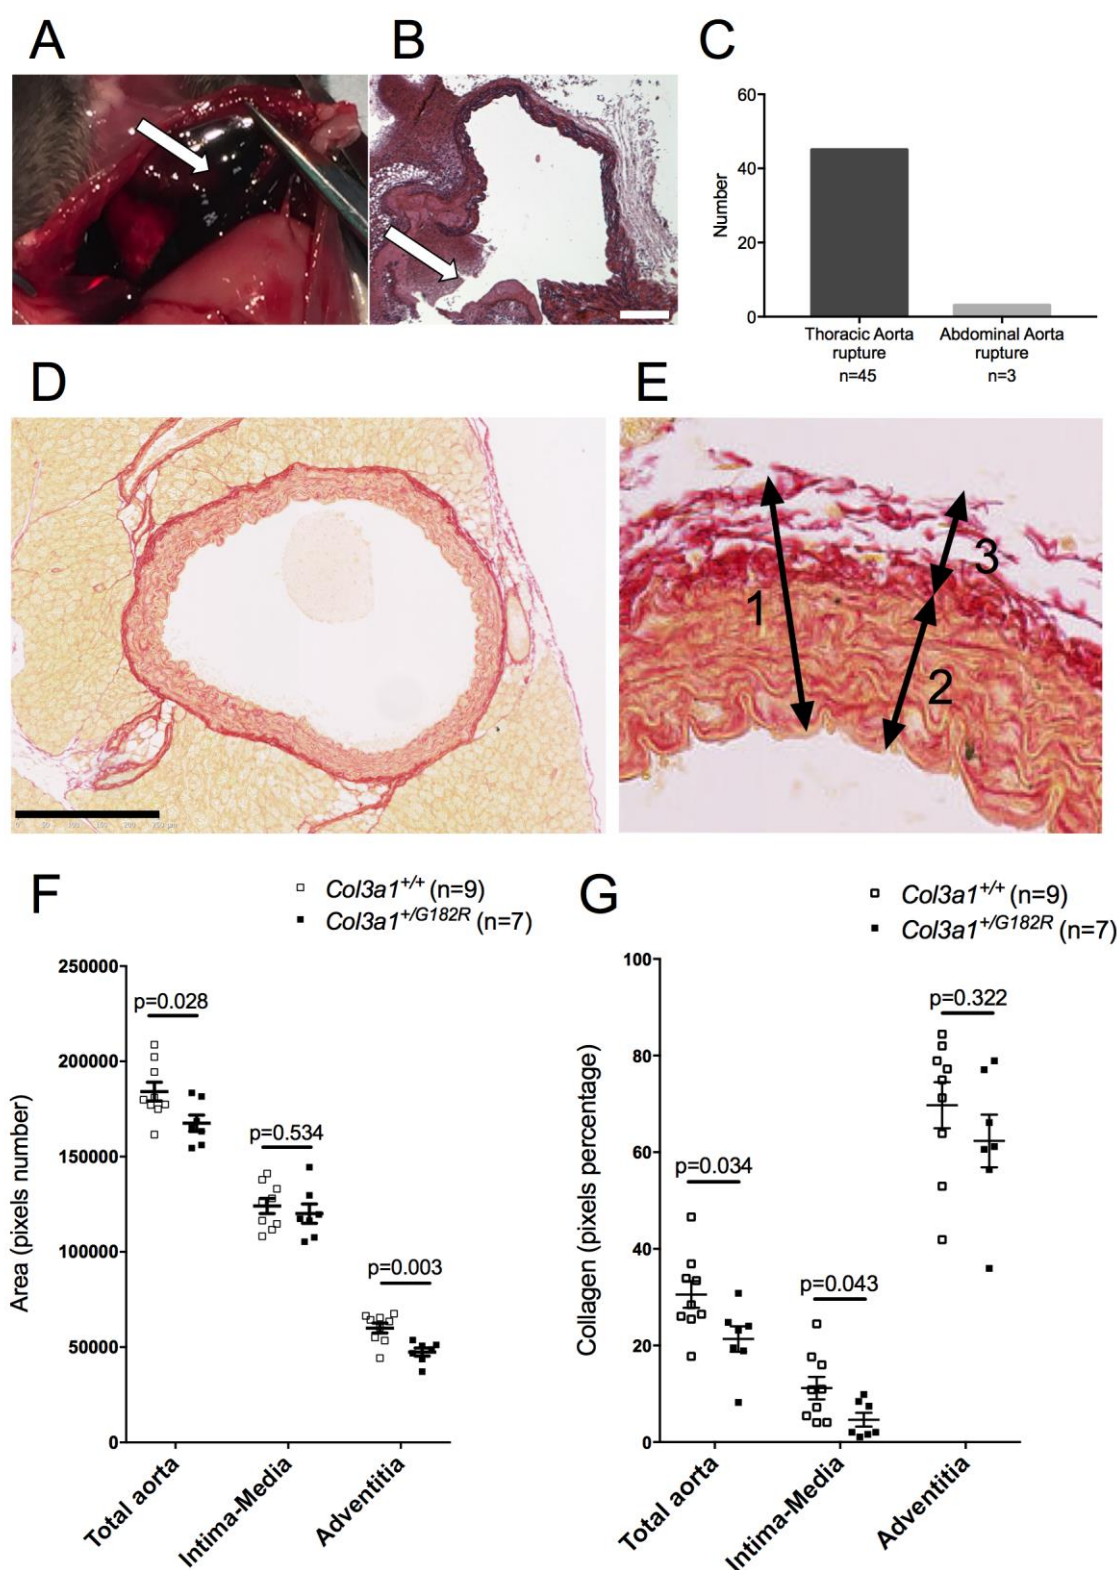 A
B
C
60
40
20
0
Number
Thoracic Aorta
rupture
n=45
Abdominal Aorta
rupture
n=3
D
E
1
2
3
F
Col3a1+/+ (n=9)
Col3a1+/G182R (n=7)
250000
200000
150000
100000
50000
0
Area (pixels number)
p=0.028
p=0.534
p=0.003
Total aorta
Intima-Media
Adventitia
G
Col3a1+/+ (n=9)
Col3a1+/G182R (n=7)
100
80
60
40
20
0
Collagen (pixels percentage)
p=0.034
p=0.043
p=0.322
Total aorta
Intima-Media
Adventitia